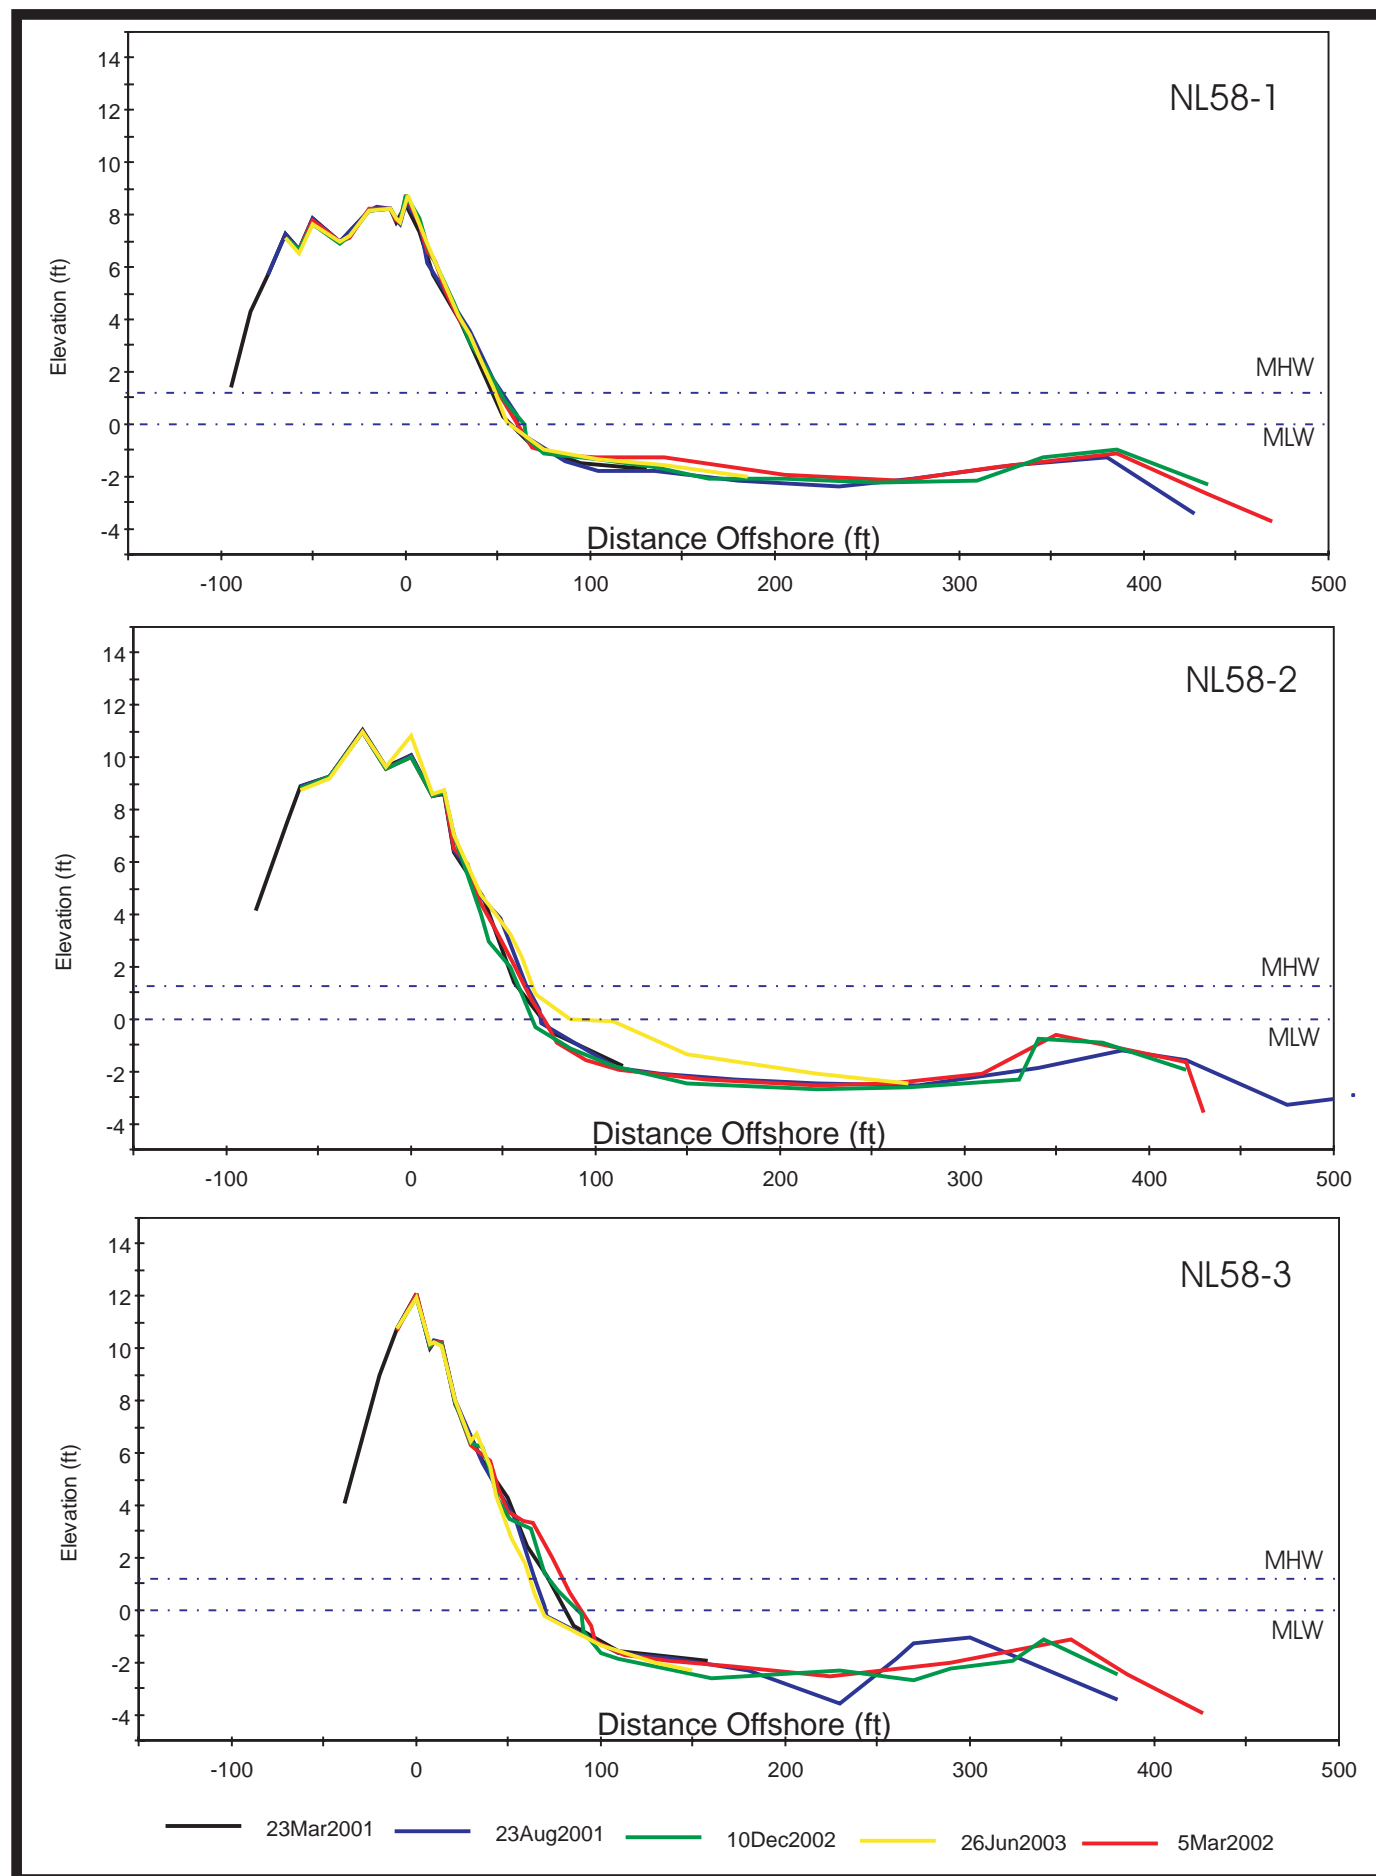 NL58-1
14
12
10
8
6
4
2
0
-2
-4
Elevation (ft)
MHW
MLW
Distance Offshore (ft)
-100 0 100 200 300 400 500
NL58-2
14
12
10
8
6
4
2
0
-2
-4
Elevation (ft)
MHW
MLW
Distance Offshore (ft)
-100 0 100 200 300 400 500
NL58-3
14
12
10
8
6
4
2
0
-2
-4
Elevation (ft)
MHW
MLW
Distance Offshore (ft)
-100 0 100 200 300 400 500
23Mar2001 23Aug2001 10Dec2002 26Jun2003 5Mar2002